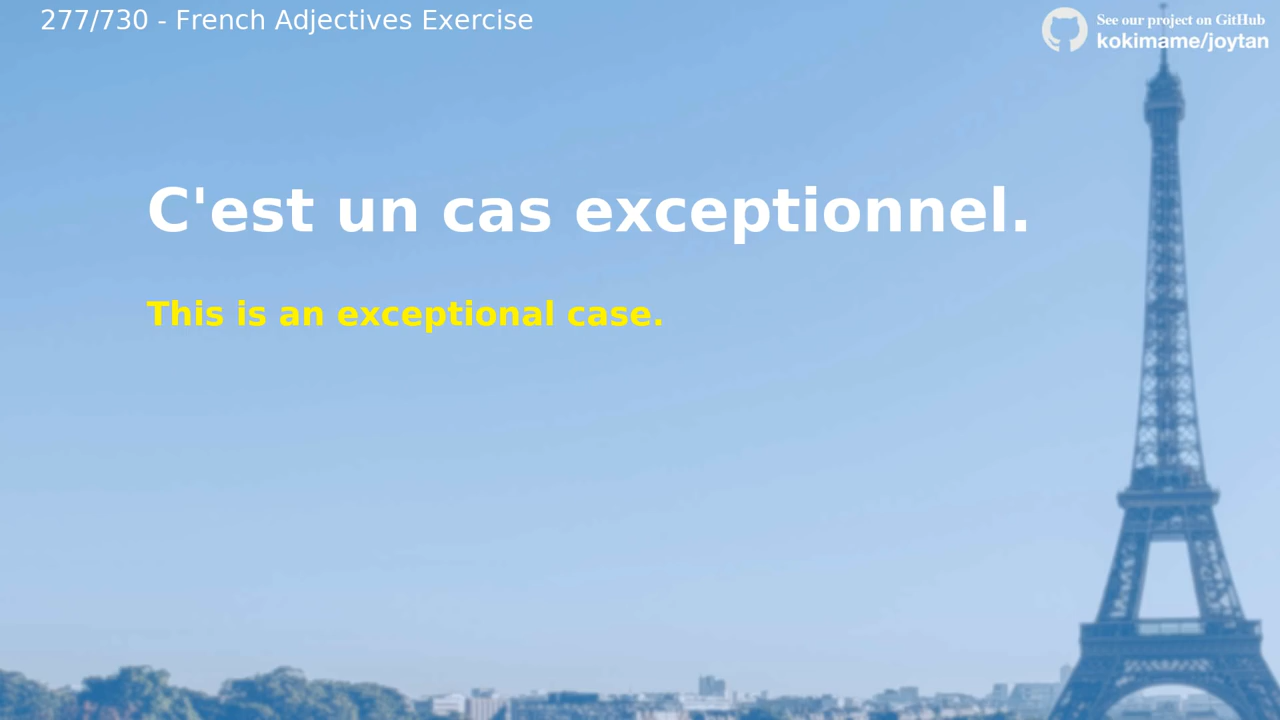 277/730 - French Adjectives Exercise
See our project on GitHub
kokimame/joytan
C'est un cas exceptionnel.
This is an exceptional case.